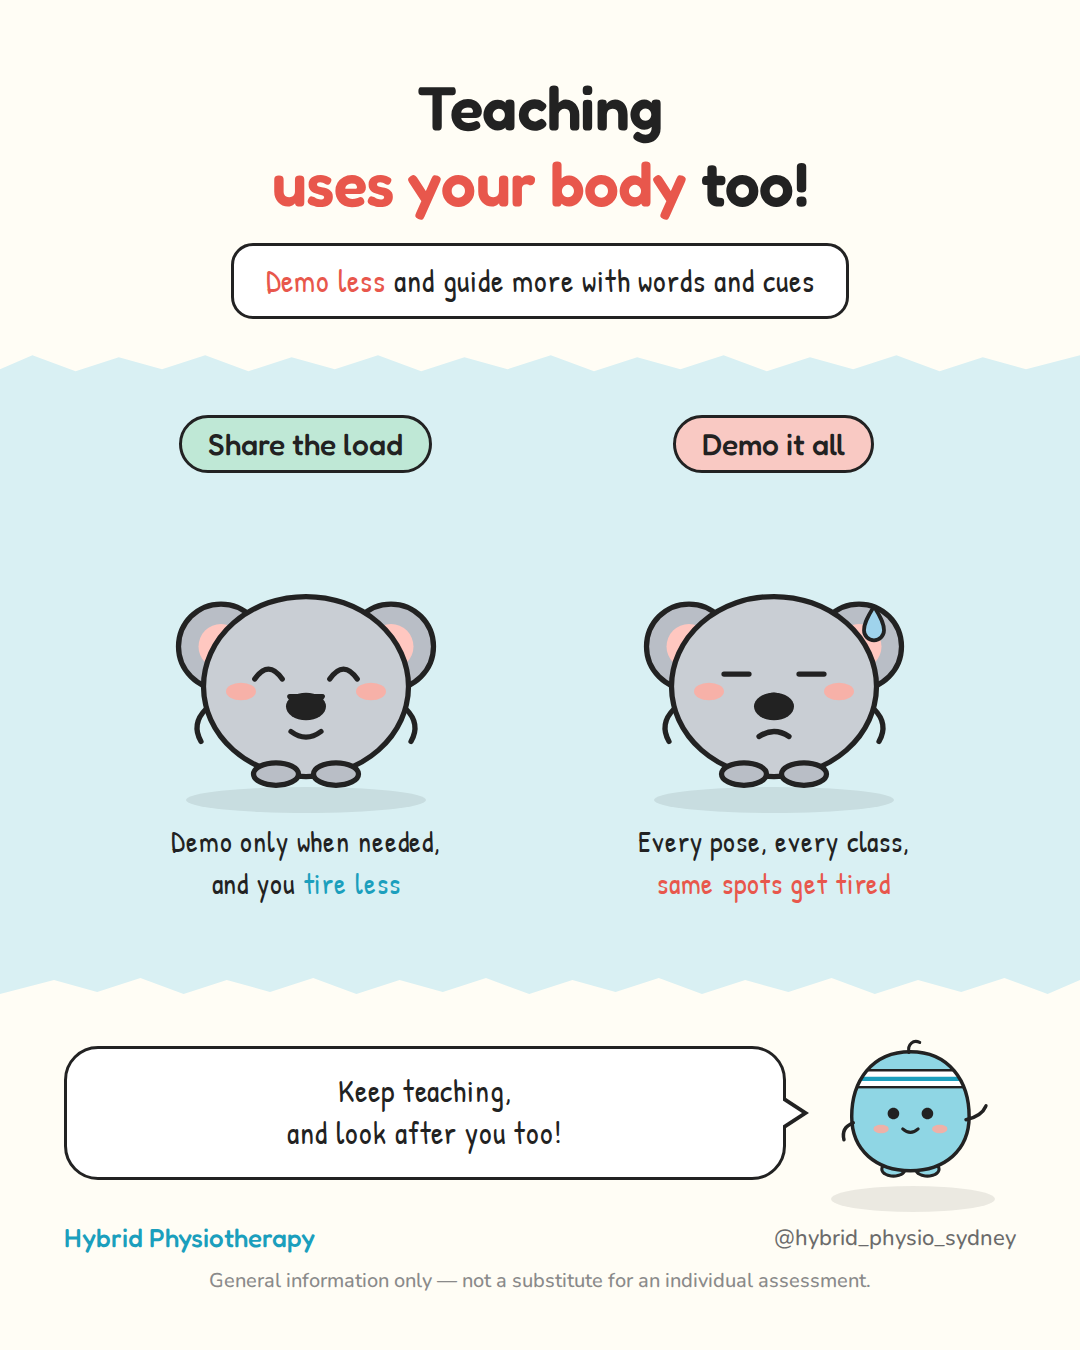 Teaching
uses your body too!
Demo less and guide more with words and cues
Share the load
Demo it all
Demo only when needed,
and you tire less
Every pose, every class,
same spots get tired
Keep teaching,
and look after you too!
Hybrid Physiotherapy
@hybrid_physio_sydney
General information only — not a substitute for an individual assessment.